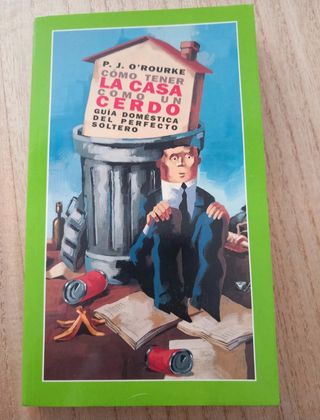 P. J. O'ROURKE
CÓMO TENER
LA CASA
COMO UN
CERDO
GUÍA DOMÉSTICA
DEL PERFECTO
SOLTERO